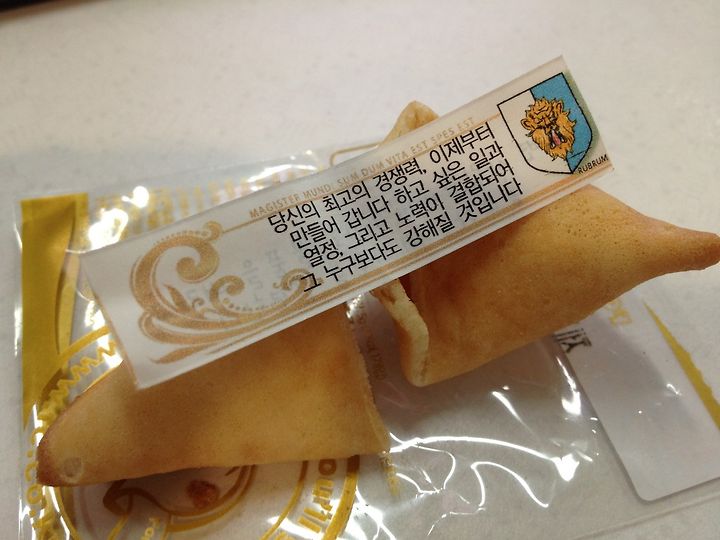 MAGISTER MUNDI SUM DUM VITA EST SPES EST
당신의 최고의 경쟁력, 이제부터
만들어 갑니다 하고 싶은 일과
열정, 그리고 노력이 결합되어
그 누구보다도 강해질 것입니다
RUBRUM